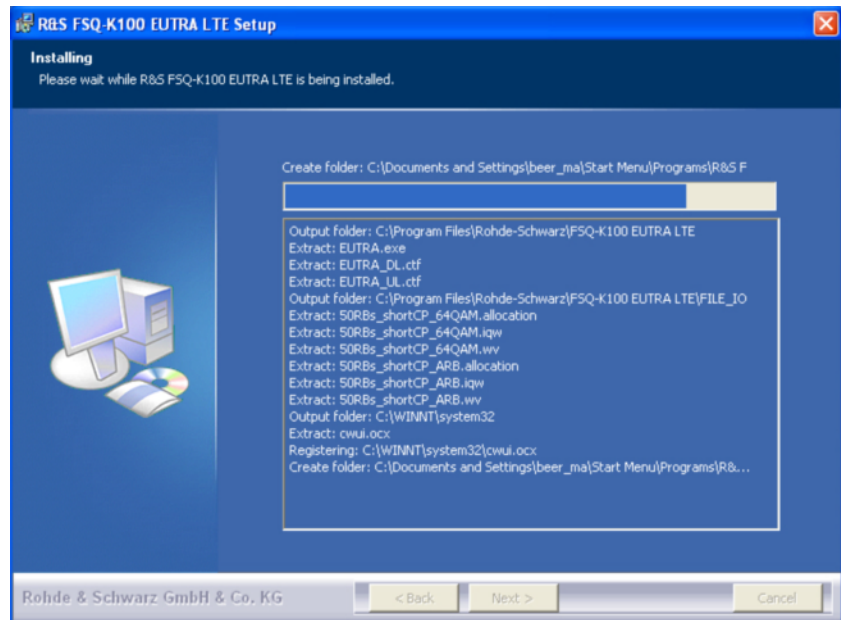 R&S FSQ-K100 EUTRA LTE Setup
Installing
Please wait while R&S FSQ-K100 EUTRA LTE is being installed.
Create folder: C:\Documents and Settings\beer_ma\Start Menu\Programs\R&S F
Output folder: C:\Program Files\Rohde-Schwarz\FSQ-K100 EUTRA LTE
Extract: EUTRA.exe
Extract: EUTRA_DL.ctf
Extract: EUTRA_UL.ctf
Output folder: C:\Program Files\Rohde-Schwarz\FSQ-K100 EUTRA LTE\FILE_IO
Extract: 50RBs_shortCP_64QAM.allocation
Extract: 50RBs_shortCP_64QAM.iqw
Extract: 50RBs_shortCP_64QAM.wv
Extract: 50RBs_shortCP_ARB.allocation
Extract: 50RBs_shortCP_ARB.iqw
Extract: 50RBs_shortCP_ARB.wv
Output folder: C:\WINNT\system32
Extract: cwui.ocx
Registering: C:\WINNT\system32\cwui.ocx
Create folder: C:\Documents and Settings\beer_ma\Start Menu\Programs\R&...
Rohde & Schwarz GmbH & Co. KG
< Back
Next >
Cancel